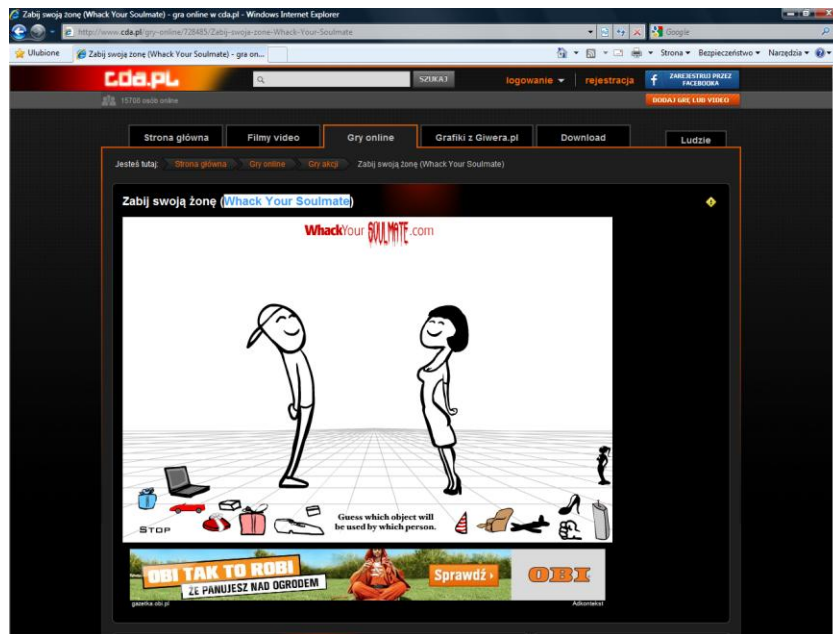 Zabij swoją żonę (Whack Your Soulmate) - gra online w cda.pl - Windows Internet Explorer
http://www.cda.pl/gry-online/728485/Zabij-swoja-zone-Whack-Your-Soulmate
Google
Ulubione
Zabij swoją żonę (Whack Your Soulmate) - gra on...
Strona
Bezpieczeństwo
Narzędzia
cda.pl
SZUKAJ
logowanie
rejestracja
f ZAREJESTRUJ PRZEZ
FACEBOOKA
15708 osób online
DODAJ GRĘ LUB VIDEO
Strona główna
Filmy video
Gry online
Grafiki z Giwera.pl
Download
Ludzie
Jesteś tutaj: Strona główna Gry online Gry akcji Zabij swoją żonę (Whack Your Soulmate)
Zabij swoją żonę (Whack Your Soulmate)
WhackYour SOULMATE.com
Stop
Guess which object will
be used by which person.
OBI TAK TO ROBI
ŻE PANUJESZ NAD OGRODEM
Sprawdź ›
OBI
gazetka.obi.pl
Adkontekst